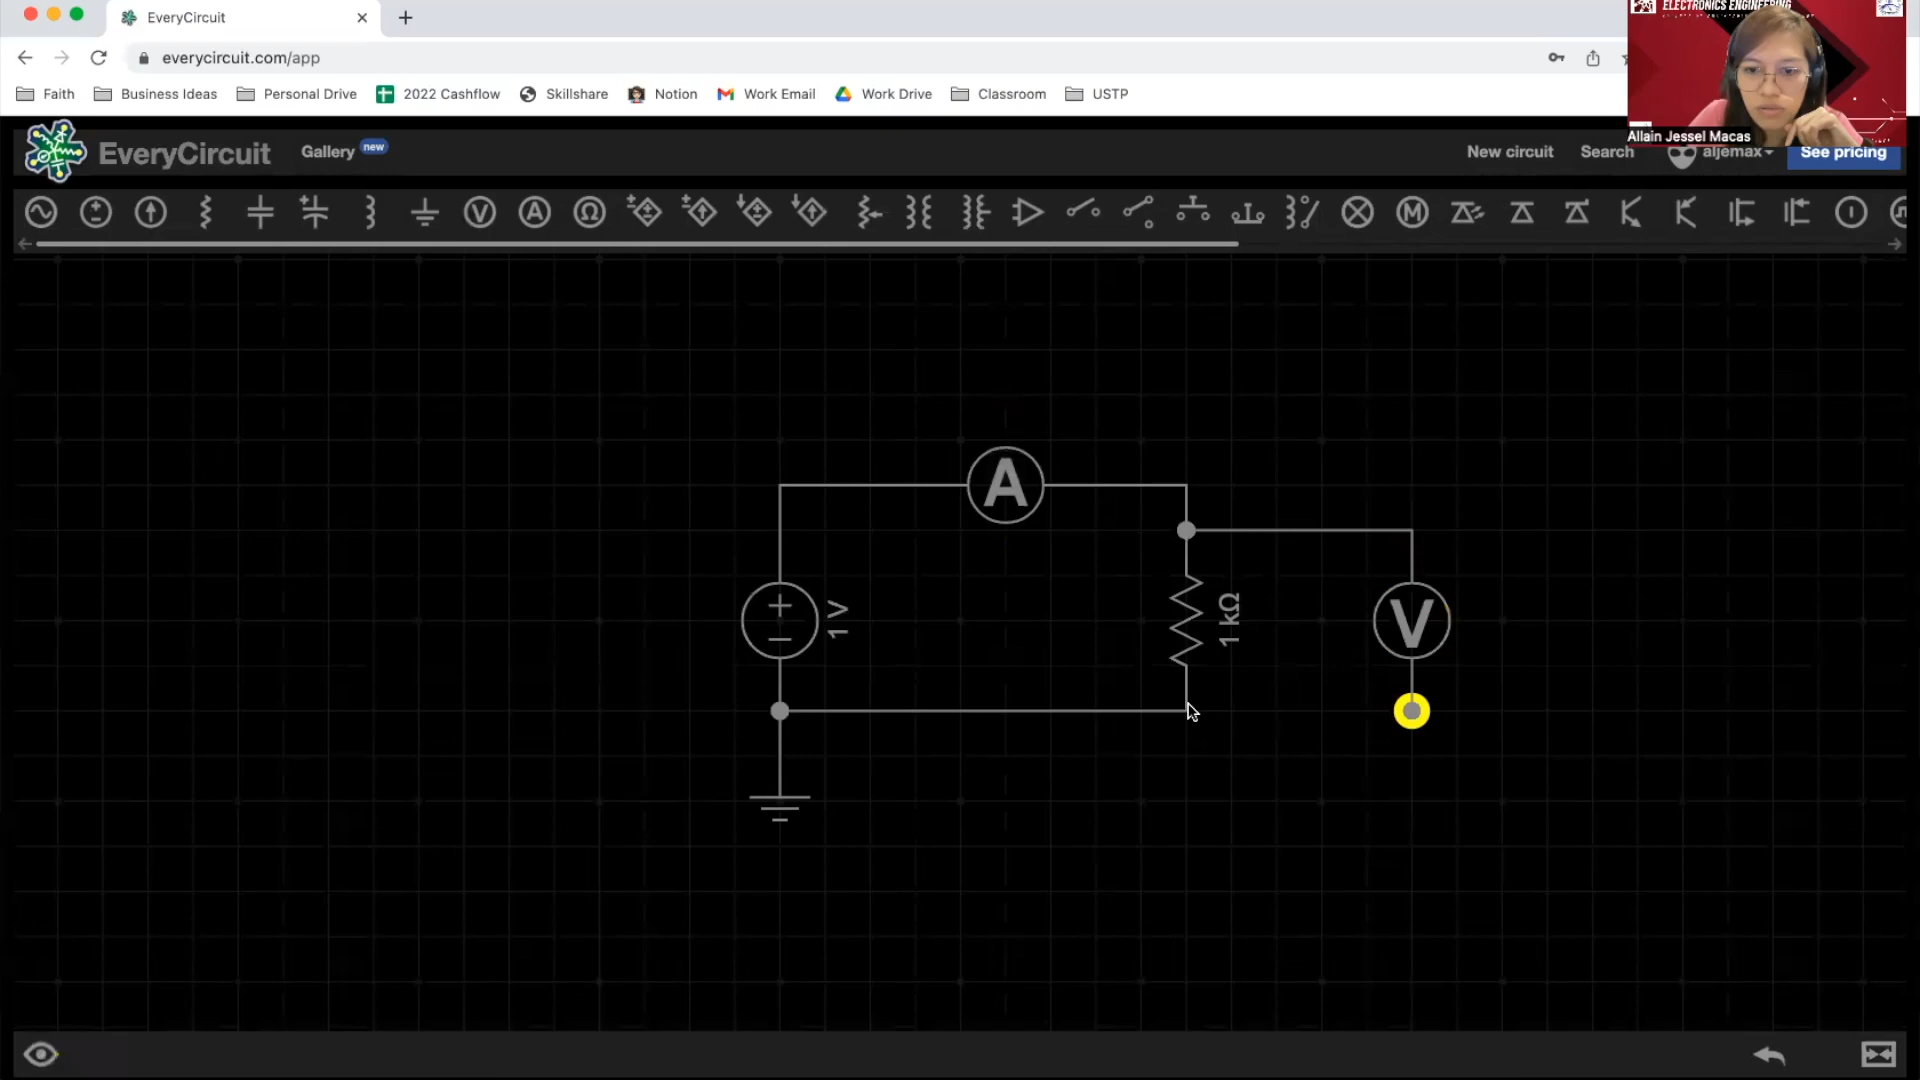 EveryCircuit
everycircuit.com/app
Faith Business Ideas Personal Drive 2022 Cashflow Skillshare Notion Work Email Work Drive Classroom USTP
ELECTRONICS ENGINEERING
Allain Jessel Macas
EveryCircuit Gallery new New circuit Search aljemax See pricing
V A Ω M
A
1 V
1 kΩ
V